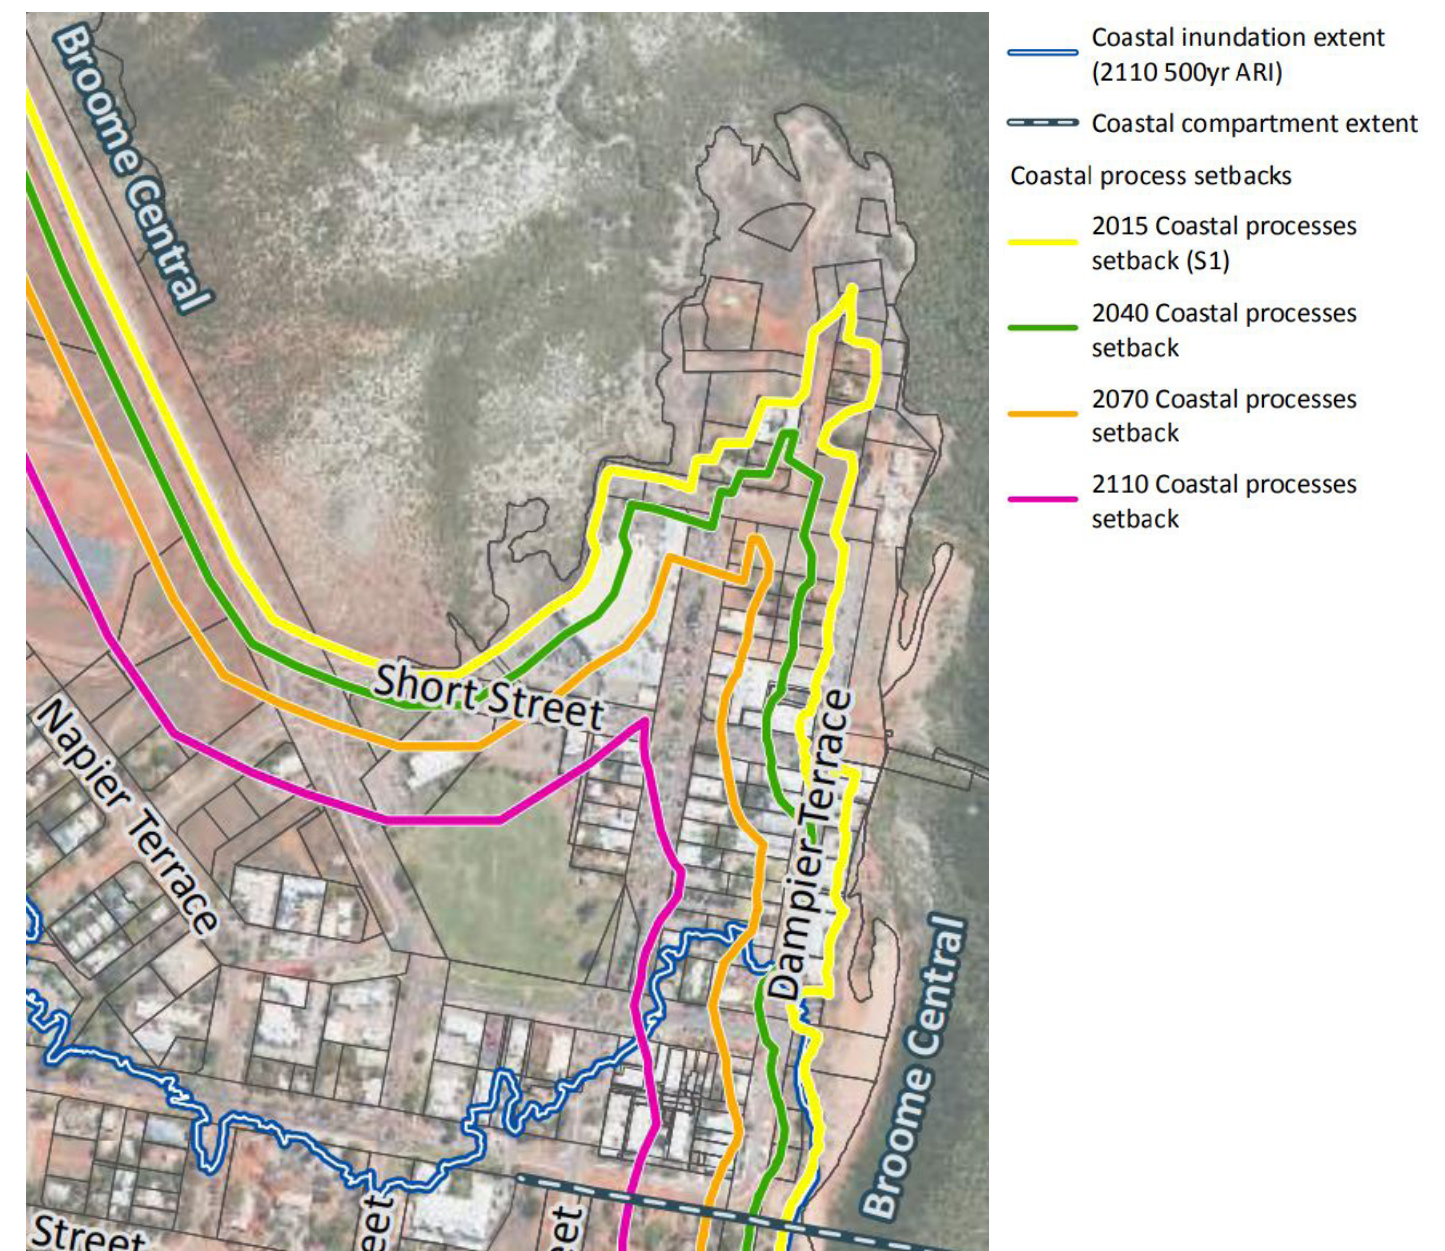 Broome Central
Short Street
Napier Terrace
Dampier Terrace
Broome Central
Street
eet
eet
Coastal inundation extent
(2110 500yr ARI)
Coastal compartment extent
Coastal process setbacks
2015 Coastal processes
setback (S1)
2040 Coastal processes
setback
2070 Coastal processes
setback
2110 Coastal processes
setback